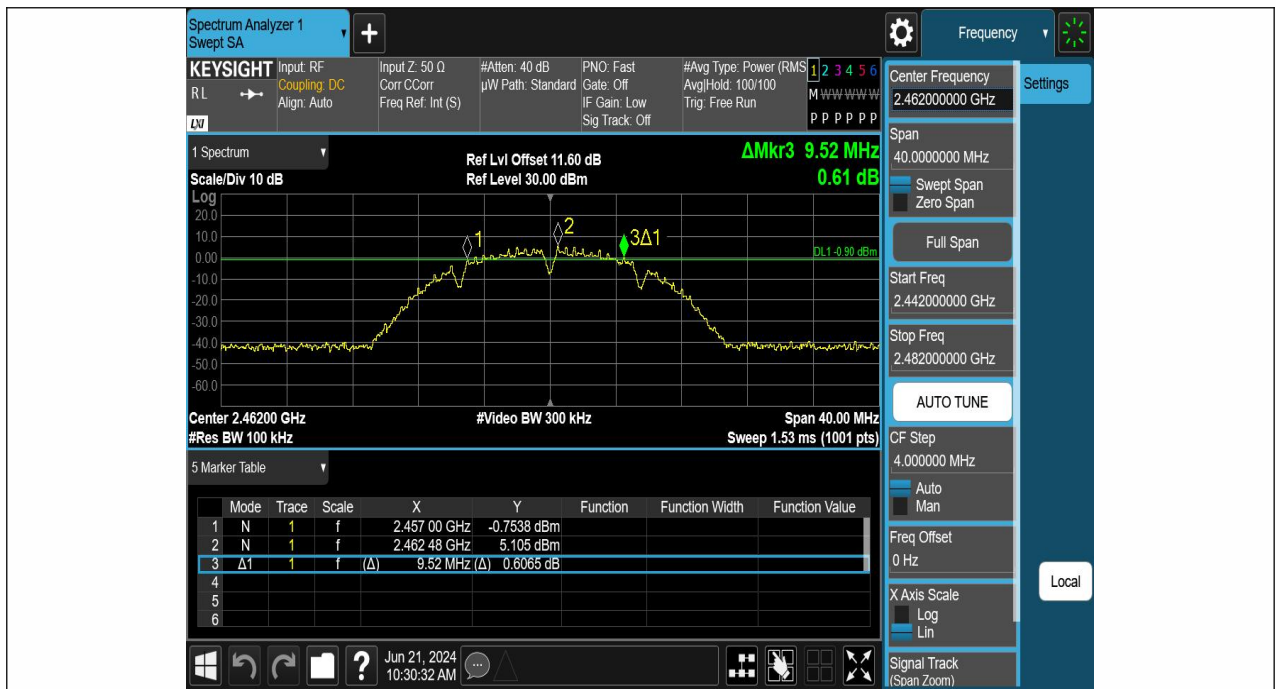 Spectrum Analyzer 1
Swept SA
Frequency
KEYSIGHT
RL
LXI
Input: RF
Coupling: DC
Align: Auto
Input Z: 50 Ω
Corr CCorr
Freq Ref: Int (S)
#Atten: 40 dB
µW Path: Standard
PNO: Fast
Gate: Off
IF Gain: Low
Sig Track: Off
#Avg Type: Power (RMS
Avg|Hold: 100/100
Trig: Free Run
1 2 3 4 5 6
M W W W W W
P P P P P P
1 Spectrum
Scale/Div 10 dB
Ref Lvl Offset 11.60 dB
Ref Level 30.00 dBm
ΔMkr3 9.52 MHz
0.61 dB
Log
20.0
10.0
0.00
-10.0
-20.0
-30.0
-40.0
-50.0
-60.0
1
2
3Δ1
DL1 -0.90 dBm
Center 2.46200 GHz
#Video BW 300 kHz
Span 40.00 MHz
#Res BW 100 kHz
Sweep 1.53 ms (1001 pts)
5 Marker Table
Mode Trace Scale X Y Function Function Width Function Value
1 N 1 f 2.457 00 GHz -0.7538 dBm
2 N 1 f 2.462 48 GHz 5.105 dBm
3 Δ1 1 f (Δ) 9.52 MHz (Δ) 0.6065 dB
4
5
6
Jun 21, 2024
10:30:32 AM
Center Frequency
2.462000000 GHz
Settings
Span
40.0000000 MHz
Swept Span
Zero Span
Full Span
Start Freq
2.442000000 GHz
Stop Freq
2.482000000 GHz
AUTO TUNE
CF Step
4.000000 MHz
Auto
Man
Freq Offset
0 Hz
Local
X Axis Scale
Log
Lin
Signal Track
(Span Zoom)